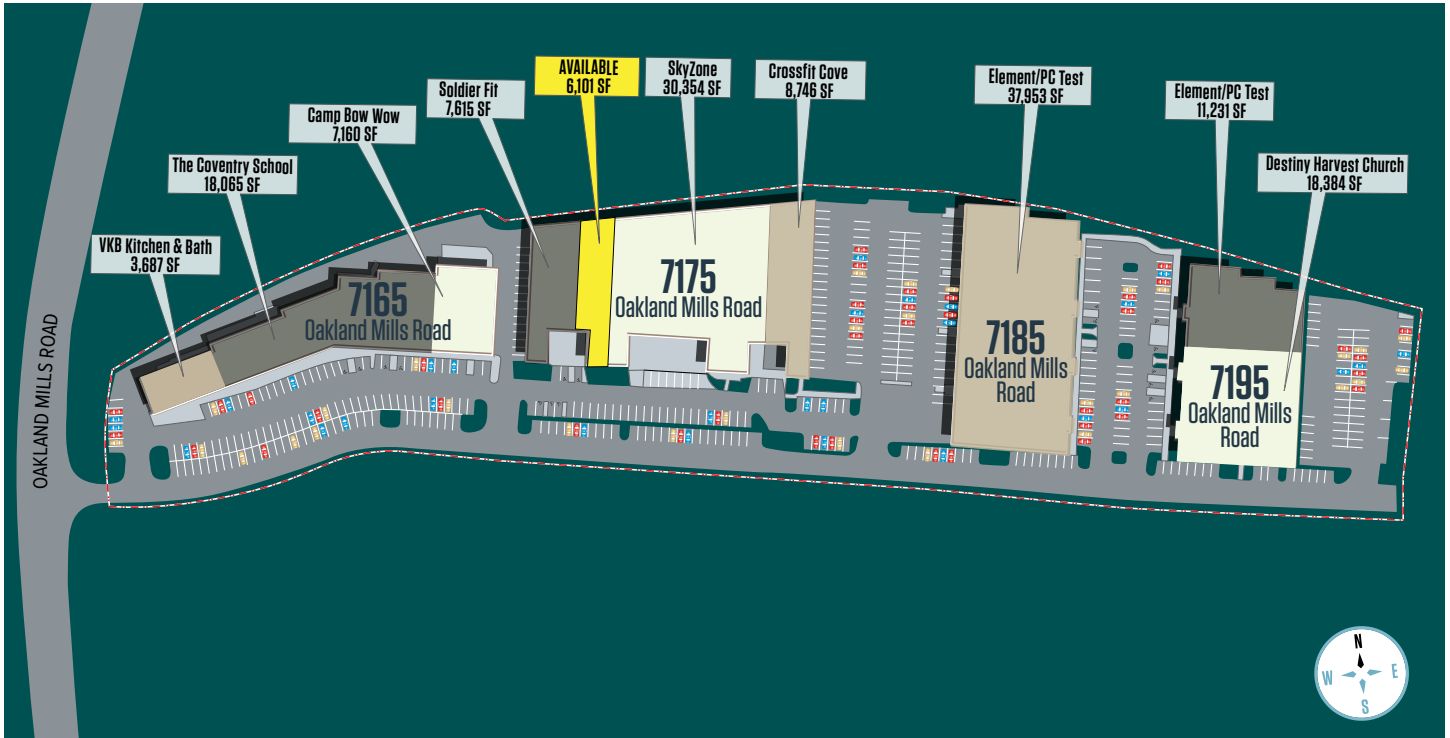 AVAILABLE
6,101 SF
SkyZone
30,354 SF
Crossfit Cove
8,746 SF
Element/PC Test
37,953 SF
Soldier Fit
7,615 SF
Element/PC Test
11,231 SF
Camp Bow Wow
7,160 SF
The Coventry School
18,065 SF
Destiny Harvest Church
18,384 SF
VKB Kitchen & Bath
3,687 SF
7165
Oakland Mills Road
7175
Oakland Mills Road
7185
Oakland
Mills
Road
7195
Oakland Mills
Road
OAKLAND MILLS ROAD
N
W
E
S